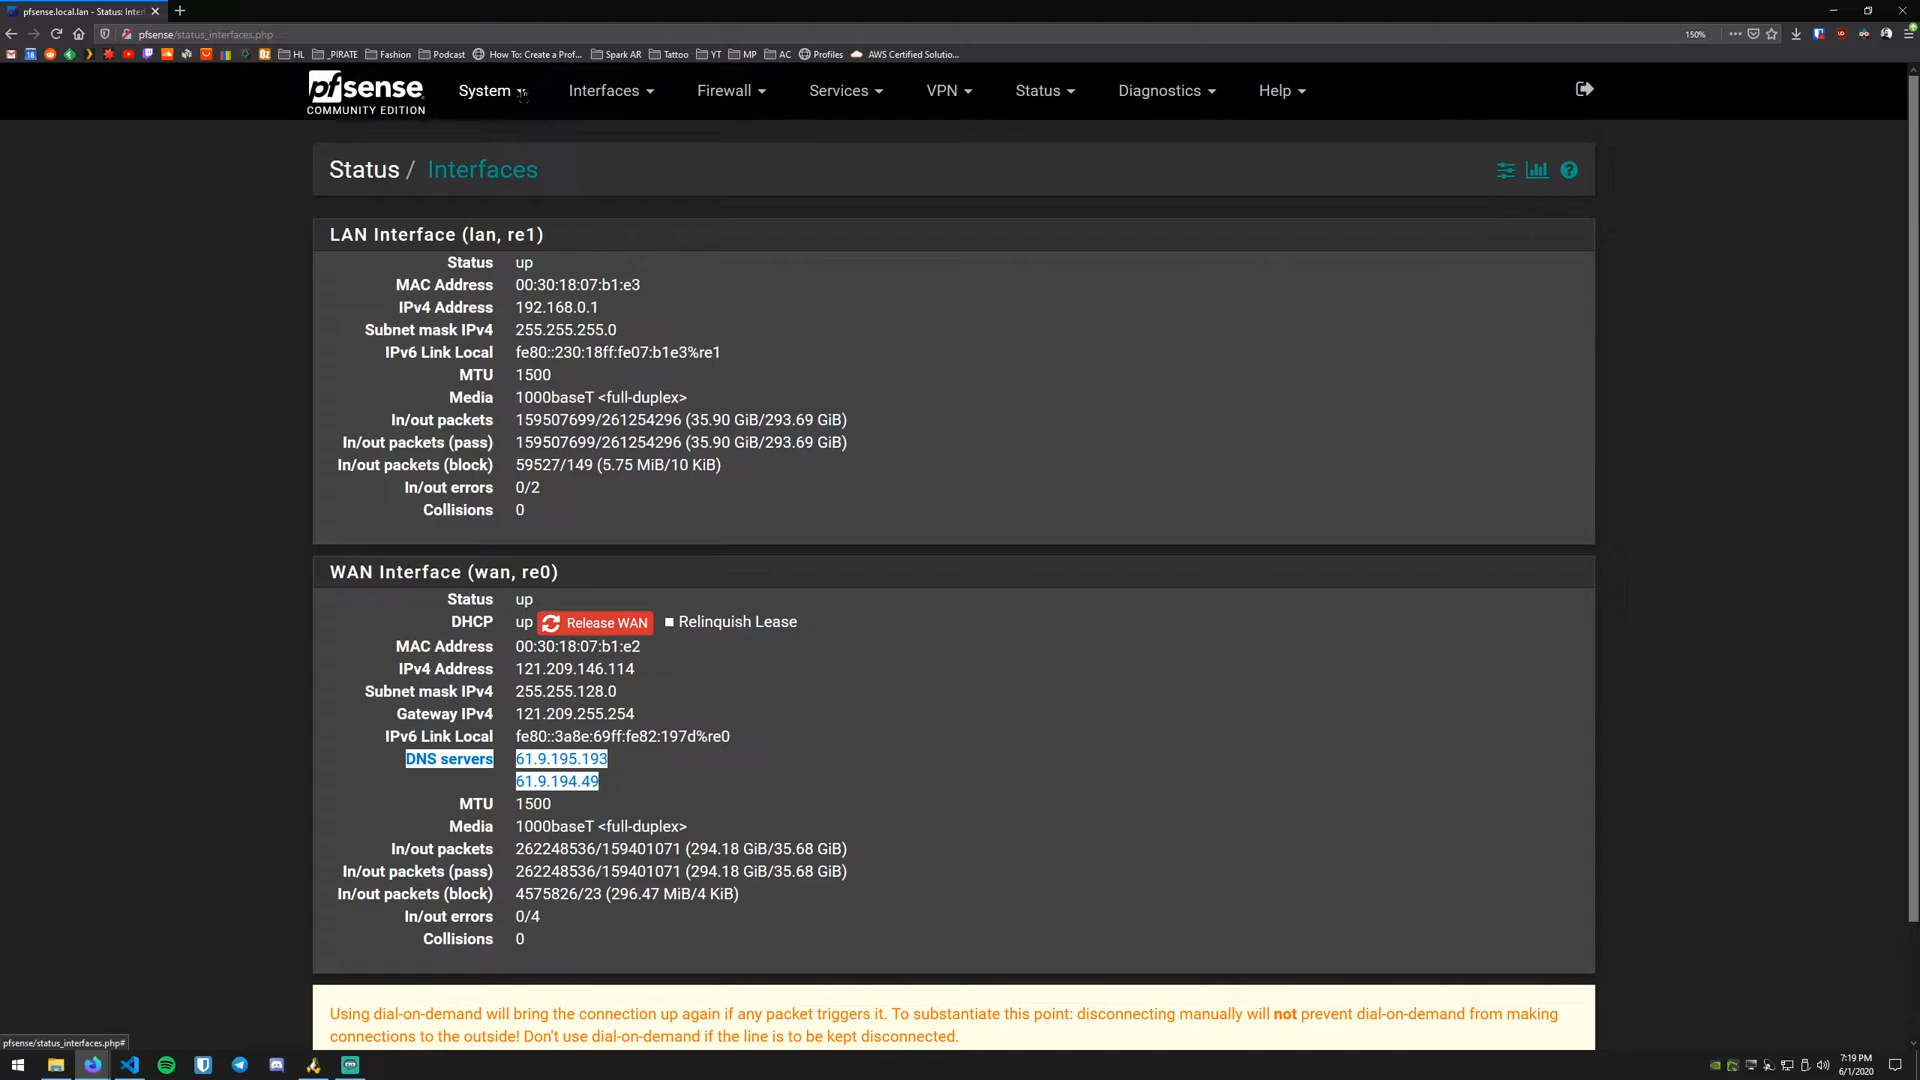 pfsense.local.lan - Status: Inter
pfsense/status_interfaces.php
150%
HL
_PIRATE
Fashion
Podcast
How To: Create a Prof...
Spark AR
Tattoo
YT
MP
AC
Profiles
AWS Certified Solutio...
pfsense
COMMUNITY EDITION
System
Interfaces
Firewall
Services
VPN
Status
Diagnostics
Help
Status / Interfaces
LAN Interface (lan, re1)
Status up
MAC Address 00:30:18:07:b1:e3
IPv4 Address 192.168.0.1
Subnet mask IPv4 255.255.255.0
IPv6 Link Local fe80::230:18ff:fe07:b1e3%re1
MTU 1500
Media 1000baseT <full-duplex>
In/out packets 159507699/261254296 (35.90 GiB/293.69 GiB)
In/out packets (pass) 159507699/261254296 (35.90 GiB/293.69 GiB)
In/out packets (block) 59527/149 (5.75 MiB/10 KiB)
In/out errors 0/2
Collisions 0
WAN Interface (wan, re0)
Status up
DHCP up Release WAN Relinquish Lease
MAC Address 00:30:18:07:b1:e2
IPv4 Address 121.209.146.114
Subnet mask IPv4 255.255.128.0
Gateway IPv4 121.209.255.254
IPv6 Link Local fe80::3a8e:69ff:fe82:197d%re0
DNS servers 61.9.195.193
61.9.194.49
MTU 1500
Media 1000baseT <full-duplex>
In/out packets 262248536/159401071 (294.18 GiB/35.68 GiB)
In/out packets (pass) 262248536/159401071 (294.18 GiB/35.68 GiB)
In/out packets (block) 4575826/23 (296.47 MiB/4 KiB)
In/out errors 0/4
Collisions 0
Using dial-on-demand will bring the connection up again if any packet triggers it. To substantiate this point: disconnecting manually will not prevent dial-on-demand from making
connections to the outside! Don't use dial-on-demand if the line is to be kept disconnected.
pfsense/status_interfaces.php#
7:19 PM
6/1/2020